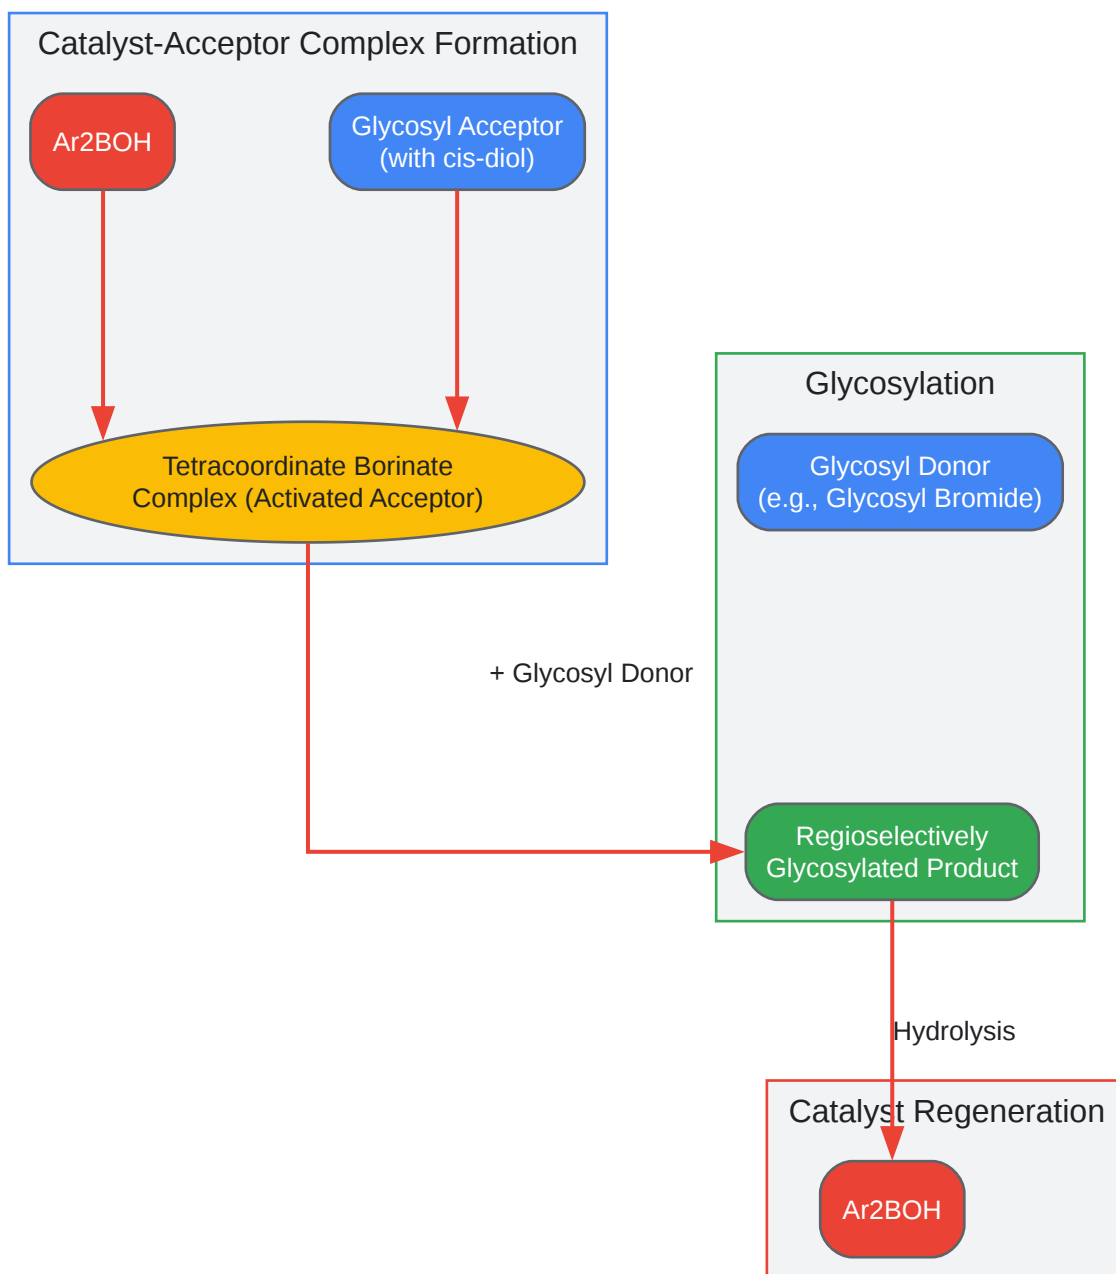 Catalyst-Acceptor Complex Formation
Ar2BOH
Glycosyl Acceptor
(with cis-diol)
Tetracoordinate Borinate
Complex (Activated Acceptor)
Glycosylation
Glycosyl Donor
(e.g., Glycosyl Bromide)
+ Glycosyl Donor
Regioselectively
Glycosylated Product
Hydrolysis
Catalyst Regeneration
Ar2BOH